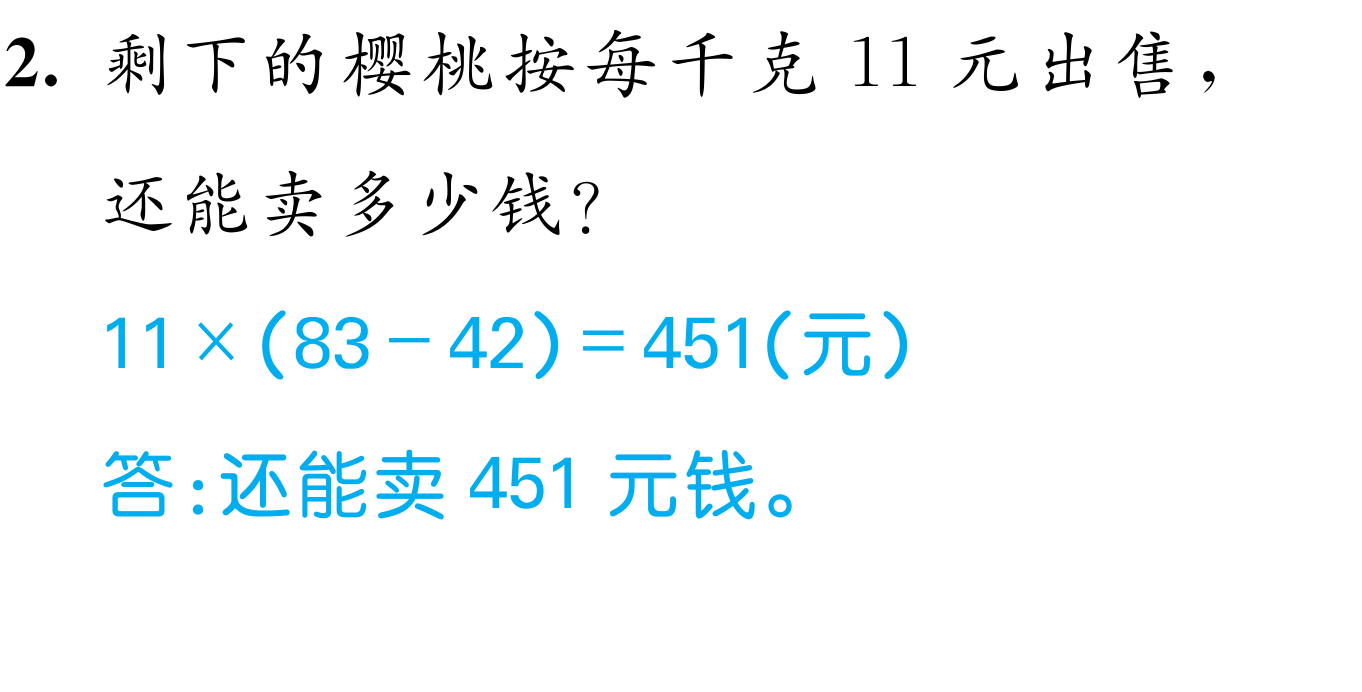 2. 剩下的樱桃按每千克 11 元出售，
还能卖多少钱？
11×(83－42)＝451(元)
答：还能卖 451 元钱。